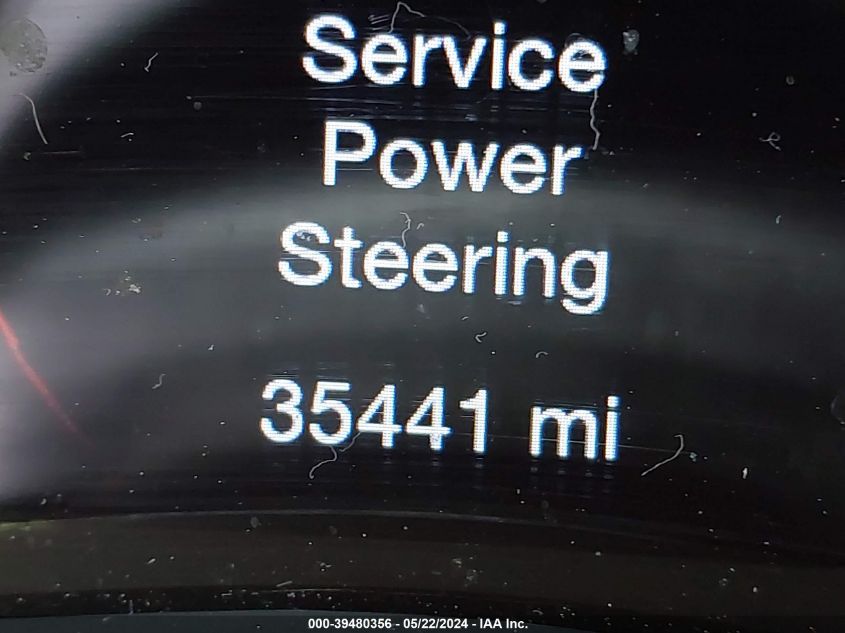 Service
Power
Steering
35441 mi
000-39480356 - 05/22/2024 - IAA Inc.